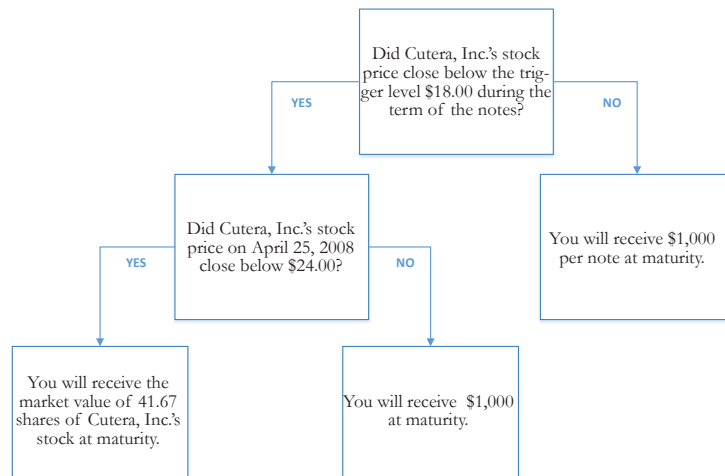 Did Cutera, Inc.'s stock
price close below the trig-
ger level $18.00 during the
term of the notes?
YES
NO
Did Cutera, Inc.'s stock
price on April 25, 2008
close below $24.00?
You will receive $1,000
per note at maturity.
YES
NO
You will receive the
market value of 41.67
shares of Cutera, Inc.'s
stock at maturity.
You will receive $1,000
at maturity.